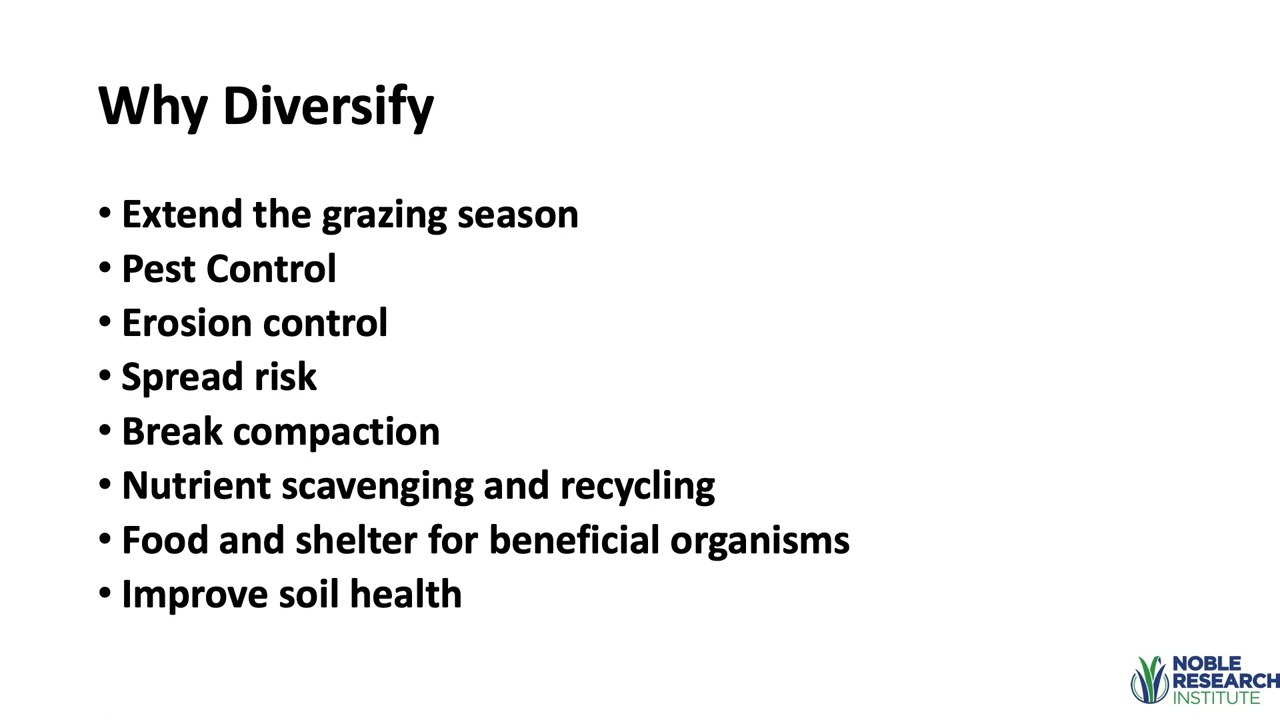 Why Diversify
• Extend the grazing season
• Pest Control
• Erosion control
• Spread risk
• Break compaction
• Nutrient scavenging and recycling
• Food and shelter for beneficial organisms
• Improve soil health
NOBLE
RESEARCH
INSTITUTE